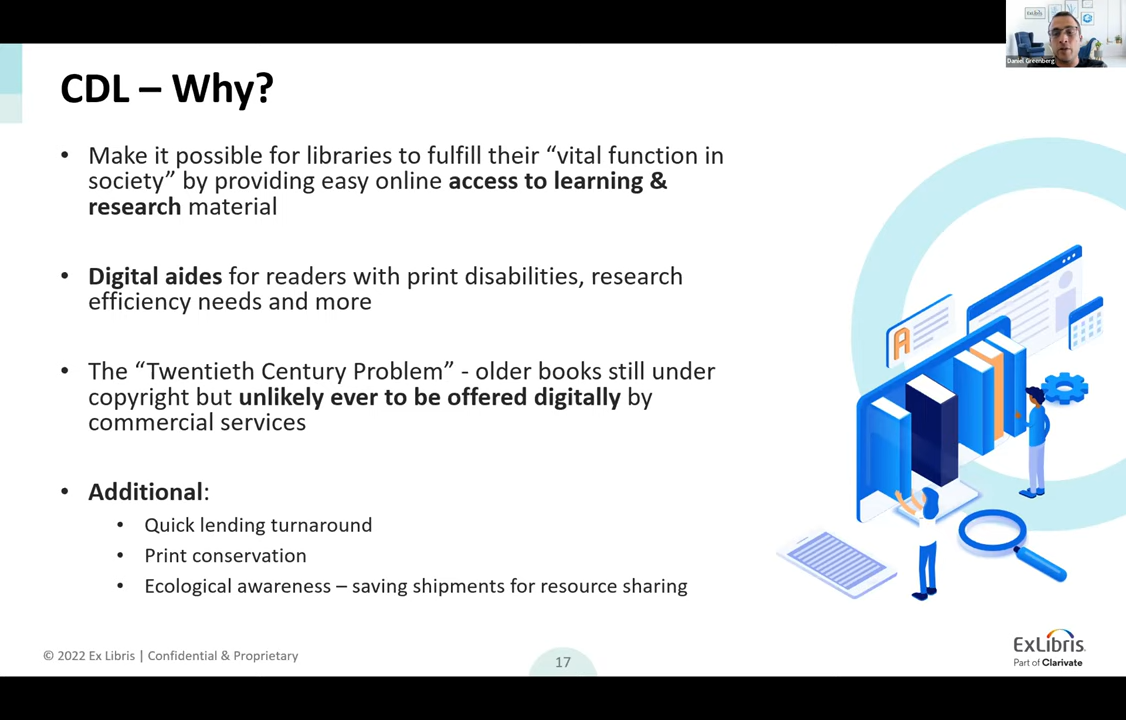 Daniel Greenberg
CDL – Why?
• Make it possible for libraries to fulfill their “vital function in
society” by providing easy online access to learning &
research material
• Digital aides for readers with print disabilities, research
efficiency needs and more
• The “Twentieth Century Problem” - older books still under
copyright but unlikely ever to be offered digitally by
commercial services
• Additional:
• Quick lending turnaround
• Print conservation
• Ecological awareness – saving shipments for resource sharing
A
© 2022 Ex Libris | Confidential & Proprietary
17
ExLibris
Part of Clarivate